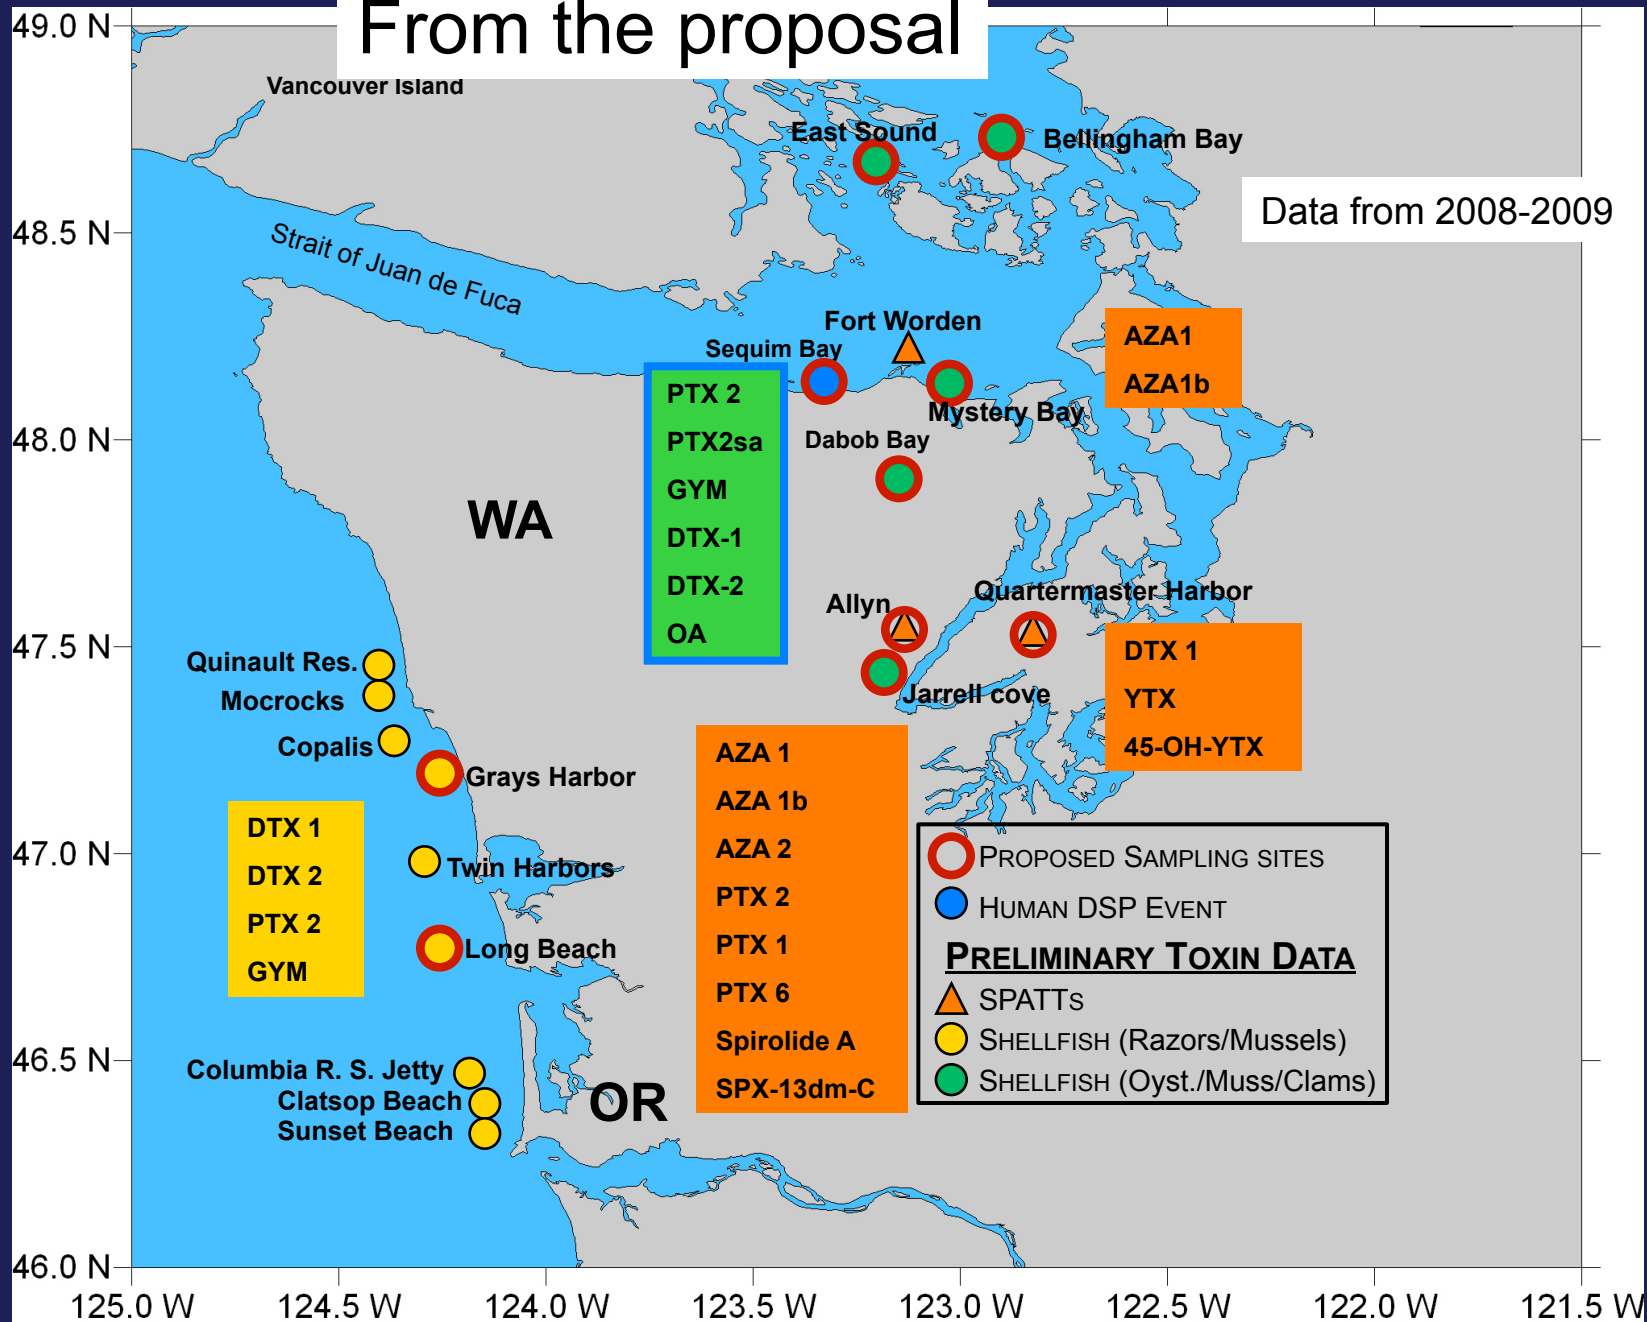 From the proposal
49.0 N
Vancouver Island
East Sound
Bellingham Bay
Data from 2008-2009
48.5 N
Strait of Juan de Fuca
Fort Worden
Sequim Bay
AZA1
AZA1b
Mystery Bay
48.0 N
Dabob Bay
PTX 2
PTX2sa
GYM
DTX-1
DTX-2
OA
WA
Allyn
Quartermaster Harbor
47.5 N
Quinault Res.
Mocrocks
Copalis
Grays Harbor
Jarrell cove
DTX 1
YTX
45-OH-YTX
AZA 1
AZA 1b
AZA 2
PTX 2
PTX 1
PTX 6
Spirolide A
SPX-13dm-C
DTX 1
DTX 2
PTX 2
GYM
47.0 N
Twin Harbors
Long Beach
PROPOSED SAMPLING SITES
HUMAN DSP EVENT
PRELIMINARY TOXIN DATA
SPATTS
SHELLFISH (Razors/Mussels)
SHELLFISH (Oyst./Muss/Clams)
46.5 N
Columbia R. S. Jetty
Clatsop Beach
Sunset Beach
OR
46.0 N
125.0 W 124.5 W 124.0 W 123.5 W 123.0 W 122.5 W 122.0 W 121.5 W